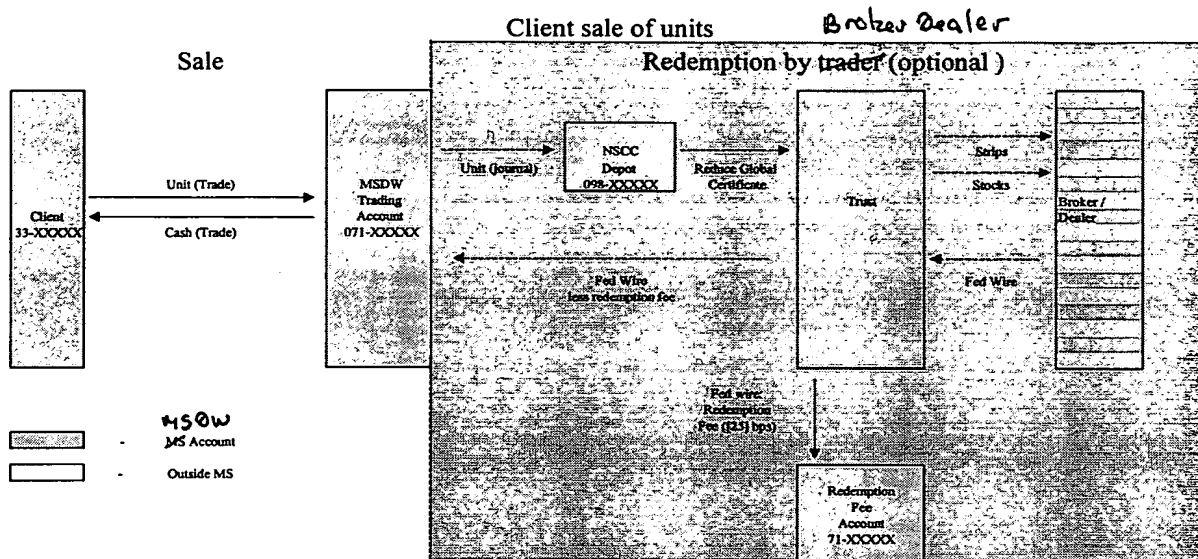 Client sale of units
Broker Dealer
Sale
Redemption by trader (optional )
Unit (Trade)
Cash (Trade)
Client
33-XXXXX
MSDW
Trading
Account
071-XXXXX
Unit (Journal)
NSCC
Depot
098-XXXXX
Reduce Global
Certificate
Trust
Strips
Stocks
Broker /
Dealer
Fed Wire
less redemption fee
Fed Wire
Fed wire
Redemption
Fee ([25] bps)
Redemption
Fee
Account
71-XXXXX
MSDW
- MS Account
- Outside MS